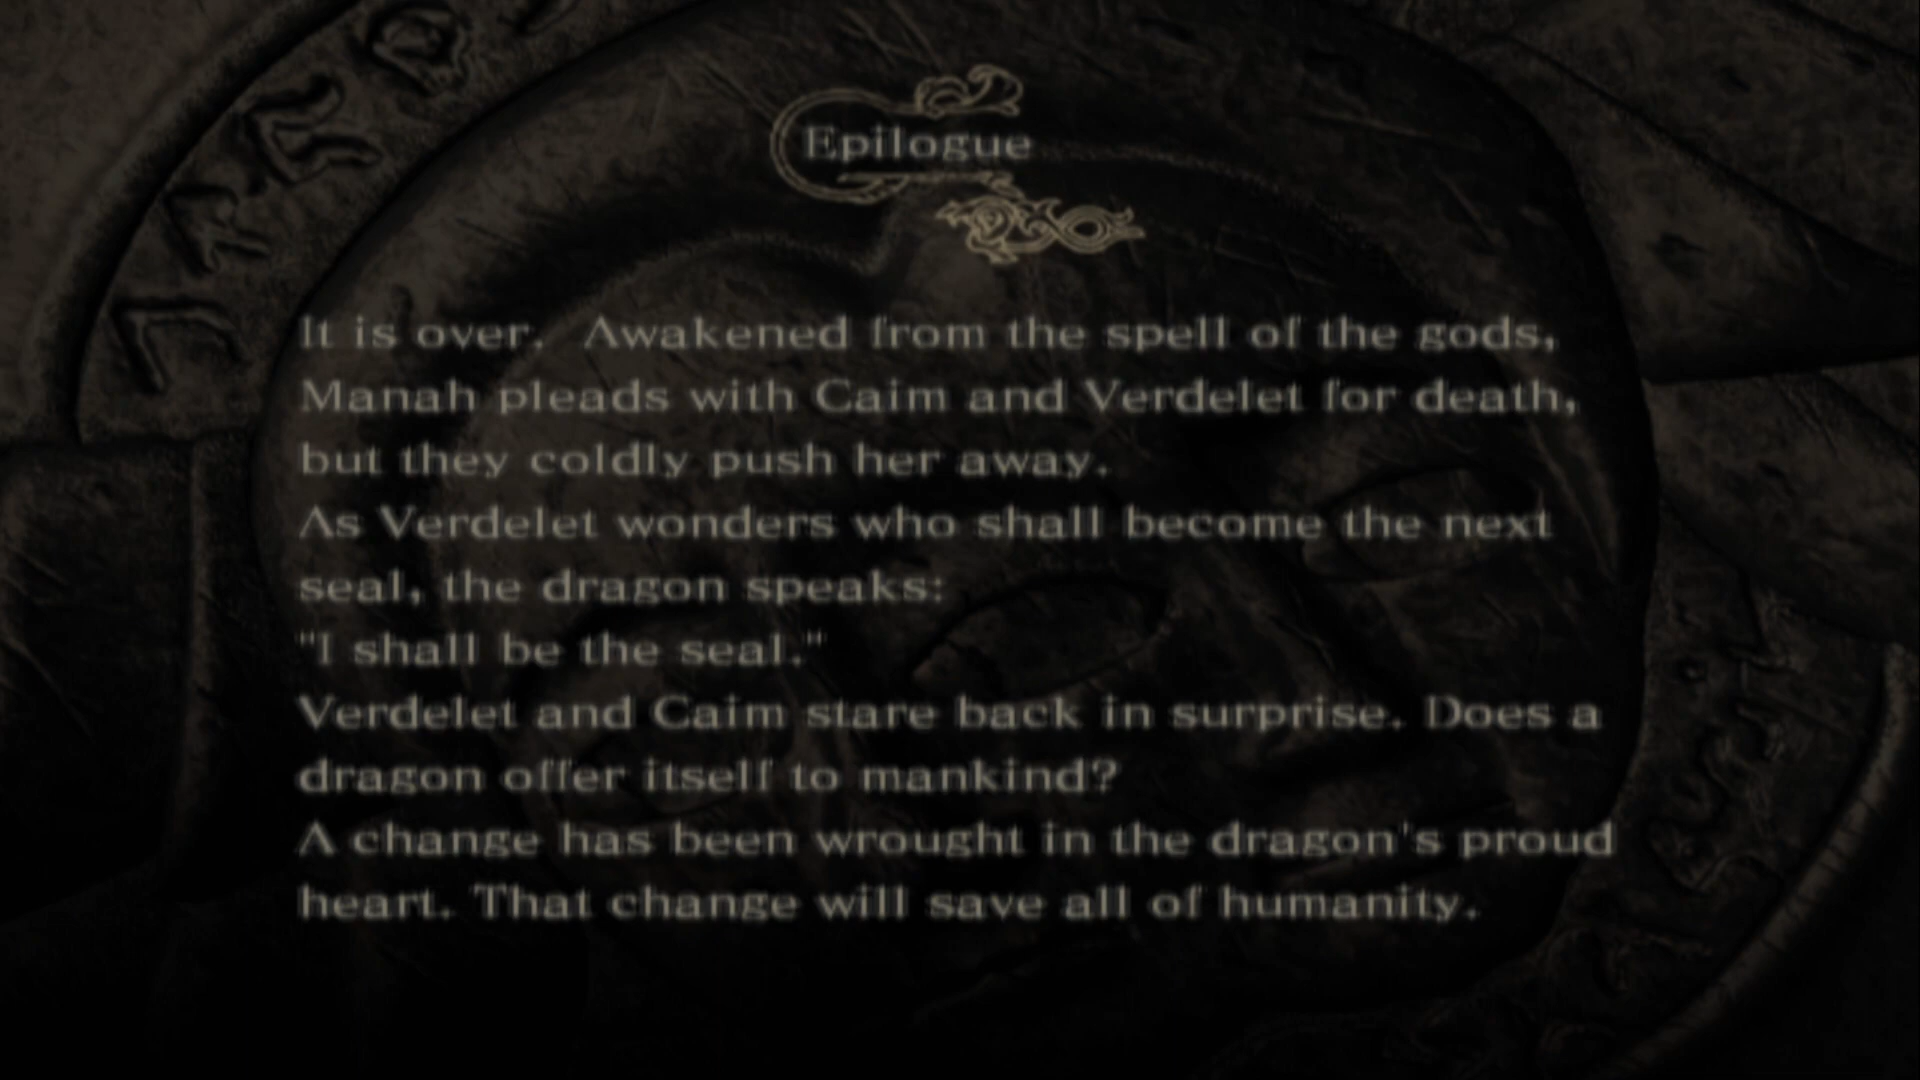 Epilogue
It is over.  Awakened from the spell of the gods,
Manah pleads with Caim and Verdelet for death,
but they coldly push her away.
As Verdelet wonders who shall become the next
seal, the dragon speaks:
"I shall be the seal."
Verdelet and Caim stare back in surprise. Does a
dragon offer itself to mankind?
A change has been wrought in the dragon's proud
heart. That change will save all of humanity.